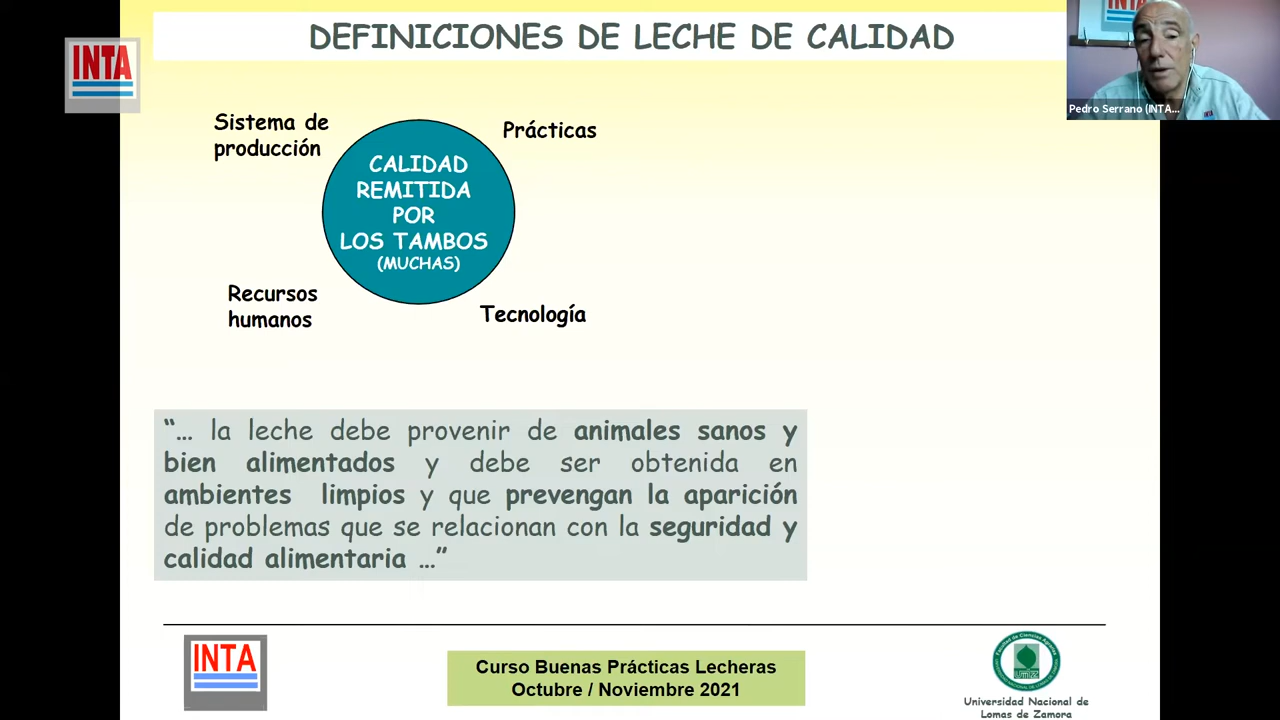 DEFINICIONES DE LECHE DE CALIDAD
INTA
INTA
Pedro Serrano (INTA...
Sistema de
producción
Prácticas
CALIDAD
REMITIDA
POR
LOS TAMBOS
(MUCHAS)
Recursos
humanos
Tecnología
“... la leche debe provenir de animales sanos y
bien alimentados y debe ser obtenida en
ambientes limpios y que prevengan la aparición
de problemas que se relacionan con la seguridad y
calidad alimentaria ...”
INTA
Curso Buenas Prácticas Lecheras
Octubre / Noviembre 2021
Universidad Nacional de
Lomas de Zamora